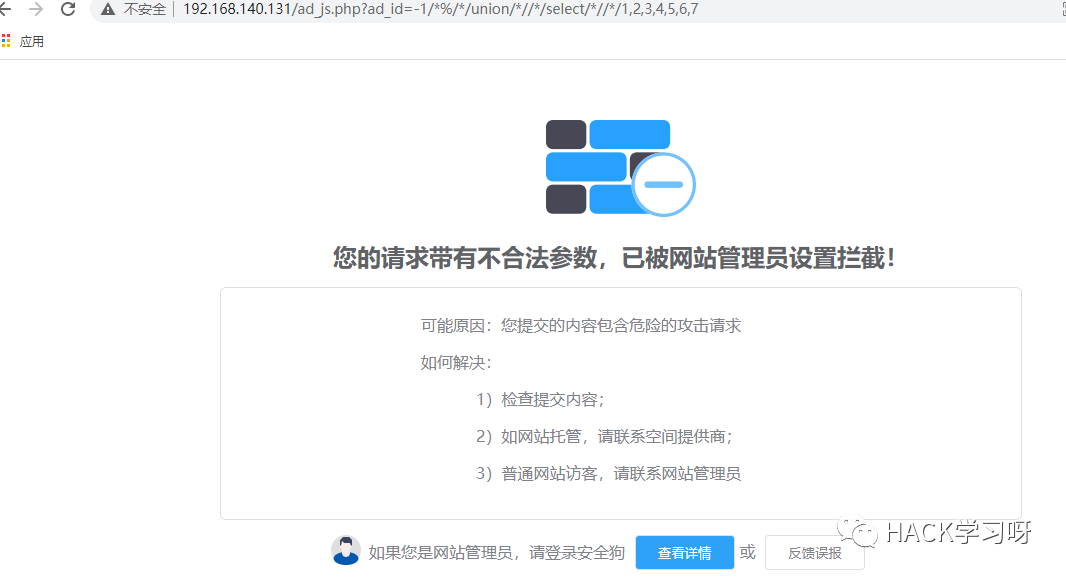 不安全 192.168.140.131/ad_js.php?ad_id=-1/*%/*/union/*//*/select/*//*/1,2,3,4,5,6,7
应用
您的请求带有不合法参数，已被网站管理员设置拦截！
可能原因：您提交的内容包含危险的攻击请求
如何解决：
1）检查提交内容；
2）如网站托管，请联系空间提供商；
3）普通网站访客，请联系网站管理员
HACK学习呀
如果您是网站管理员，请登录安全狗 查看详情 或 反馈误报